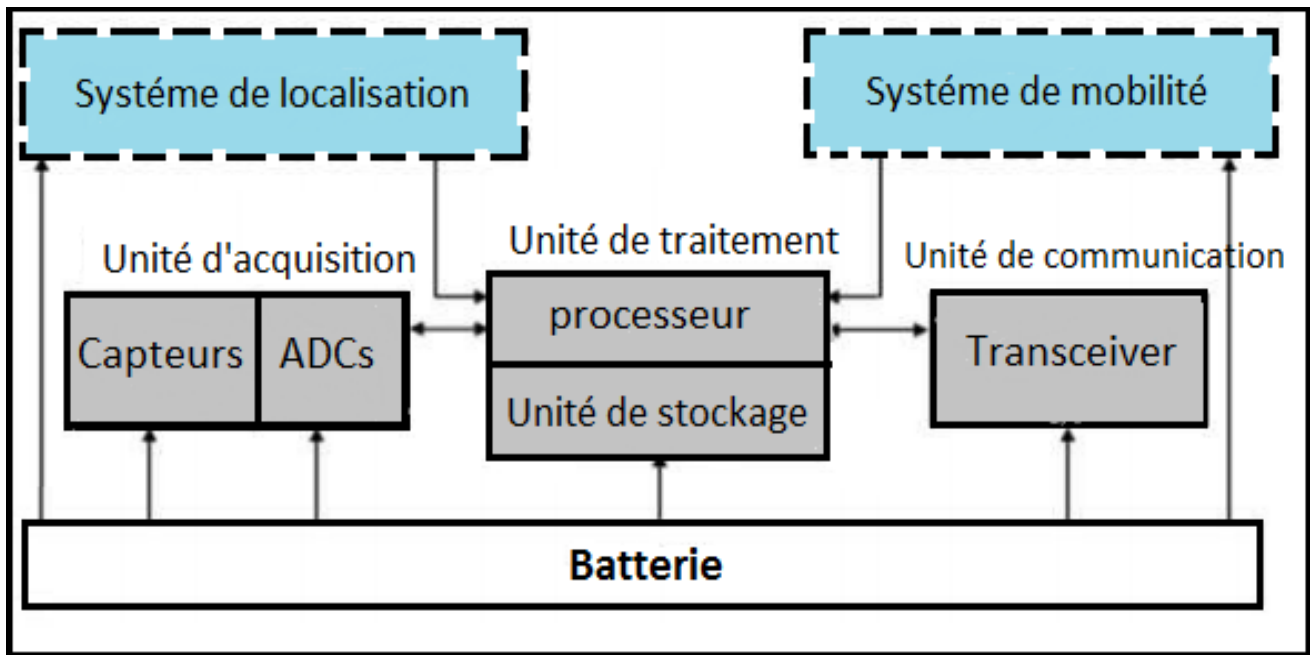 Systéme de localisation
Systéme de mobilité
Unité d'acquisition
Unité de traitement
Unité de communication
Capteurs
ADCs
processeur
Unité de stockage
Transceiver
Batterie